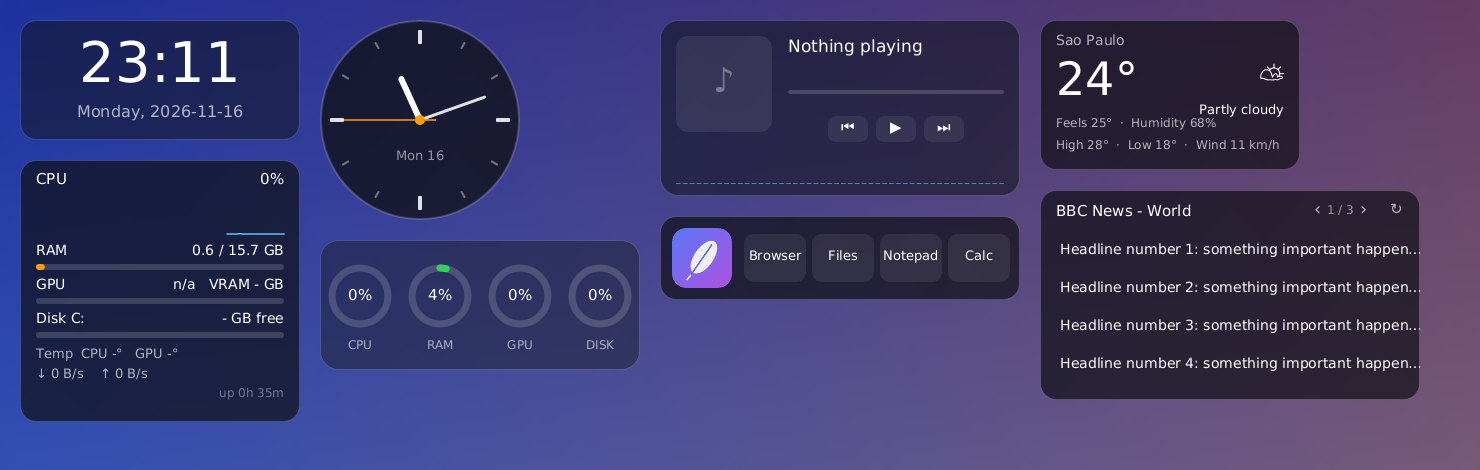 23:11
Monday, 2026-11-16
CPU 0%
RAM 0.6 / 15.7 GB
GPU n/a VRAM - GB
Disk C: - GB free
Temp CPU -° GPU -°
↓ 0 B/s ↑ 0 B/s
up 0h 35m
Mon 16
0% 4% 0% 0%
CPU RAM GPU DISK
Nothing playing
Browser Files Notepad Calc
Sao Paulo
24°
Partly cloudy
Feels 25° · Humidity 68%
High 28° · Low 18° · Wind 11 km/h
BBC News - World ‹ 1 / 3 › ↻
Headline number 1: something important happen...
Headline number 2: something important happen...
Headline number 3: something important happen...
Headline number 4: something important happen...